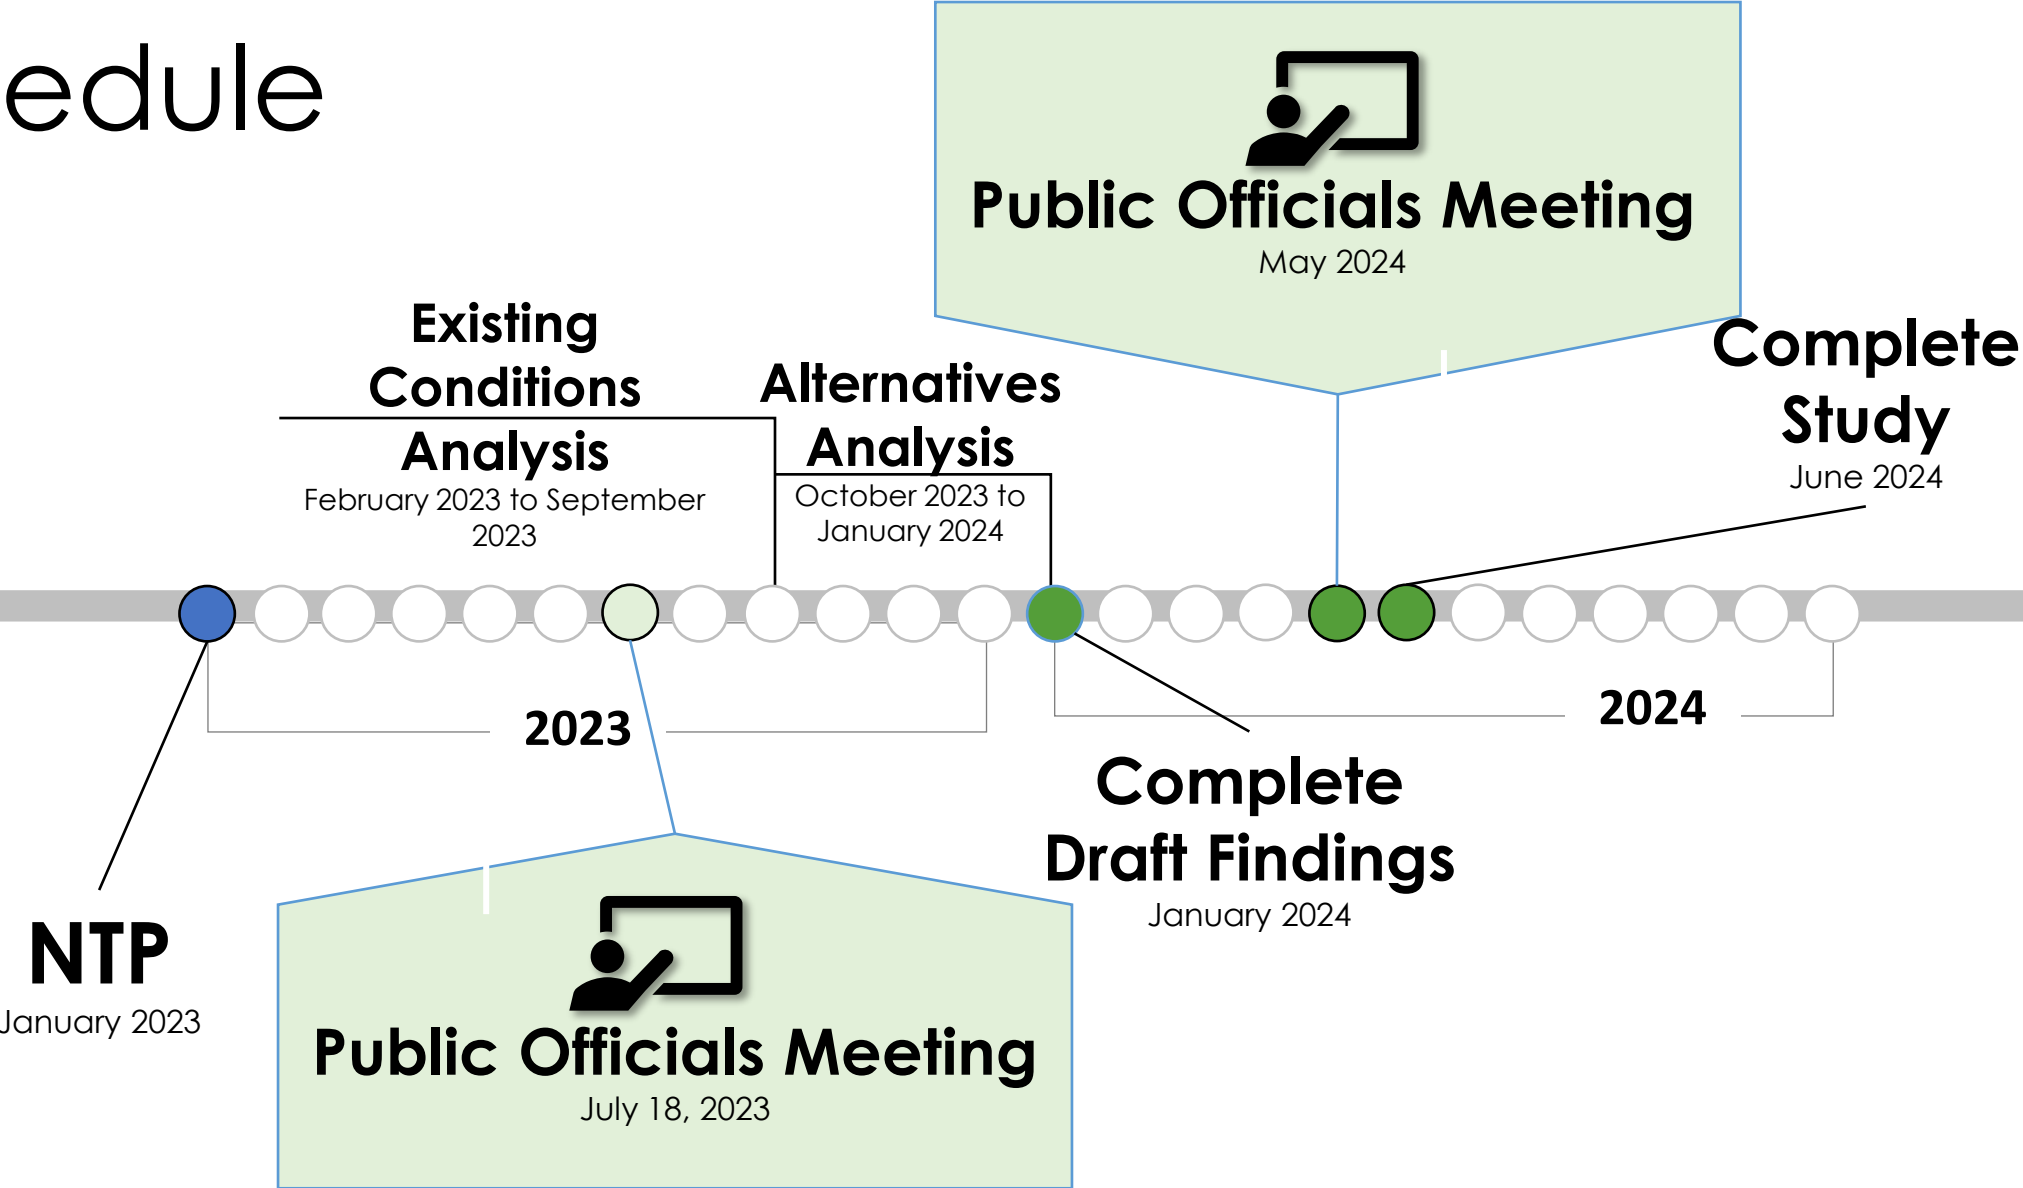 edule
Public Officials Meeting
May 2024
Existing
Conditions
Analysis
February 2023 to September
2023
Alternatives
Analysis
October 2023 to
January 2024
Complete
Study
June 2024
2023
2024
NTP
January 2023
Public Officials Meeting
July 18, 2023
Complete
Draft Findings
January 2024